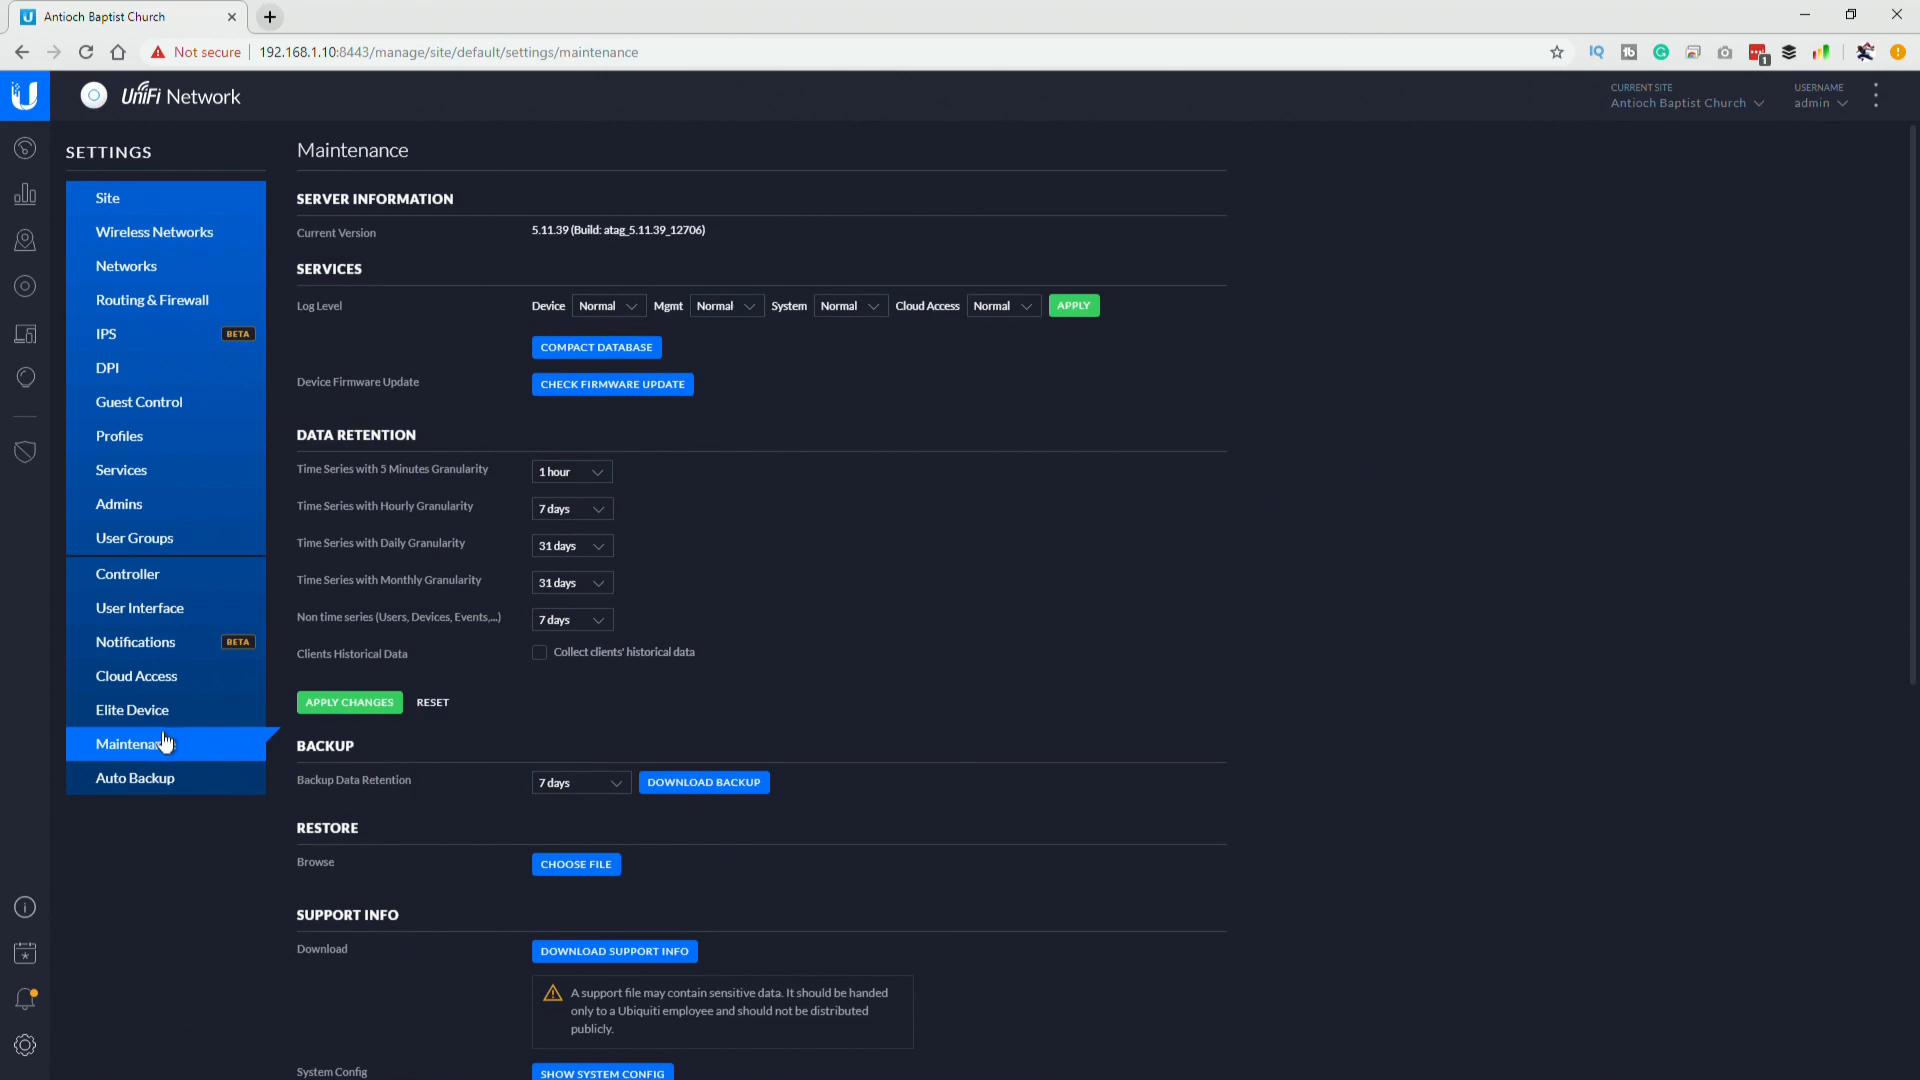 Antioch Baptist Church
Not secure
192.168.1.10:8443/manage/site/default/settings/maintenance
UniFi Network
CURRENT SITE
Antioch Baptist Church
USERNAME
admin
SETTINGS
Site
Wireless Networks
Networks
Routing & Firewall
IPS BETA
DPI
Guest Control
Profiles
Services
Admins
User Groups
Controller
User Interface
Notifications BETA
Cloud Access
Elite Device
Auto Backup
Maintenance
SERVER INFORMATION
Current Version 5.11.39 (Build: atag_5.11.39_12706)
SERVICES
Log Level Device Normal Mgmt Normal System Normal Cloud Access Normal APPLY
COMPACT DATABASE
Device Firmware Update CHECK FIRMWARE UPDATE
DATA RETENTION
Time Series with 5 Minutes Granularity 1 hour
Time Series with Hourly Granularity 7 days
Time Series with Daily Granularity 31 days
Time Series with Monthly Granularity 31 days
Non time series (Users, Devices, Events,...) 7 days
Clients Historical Data Collect clients' historical data
APPLY CHANGES RESET
BACKUP
Backup Data Retention 7 days DOWNLOAD BACKUP
RESTORE
Browse CHOOSE FILE
SUPPORT INFO
Download DOWNLOAD SUPPORT INFO
A support file may contain sensitive data. It should be handed
only to a Ubiquiti employee and should not be distributed
publicly.
System Config SHOW SYSTEM CONFIG